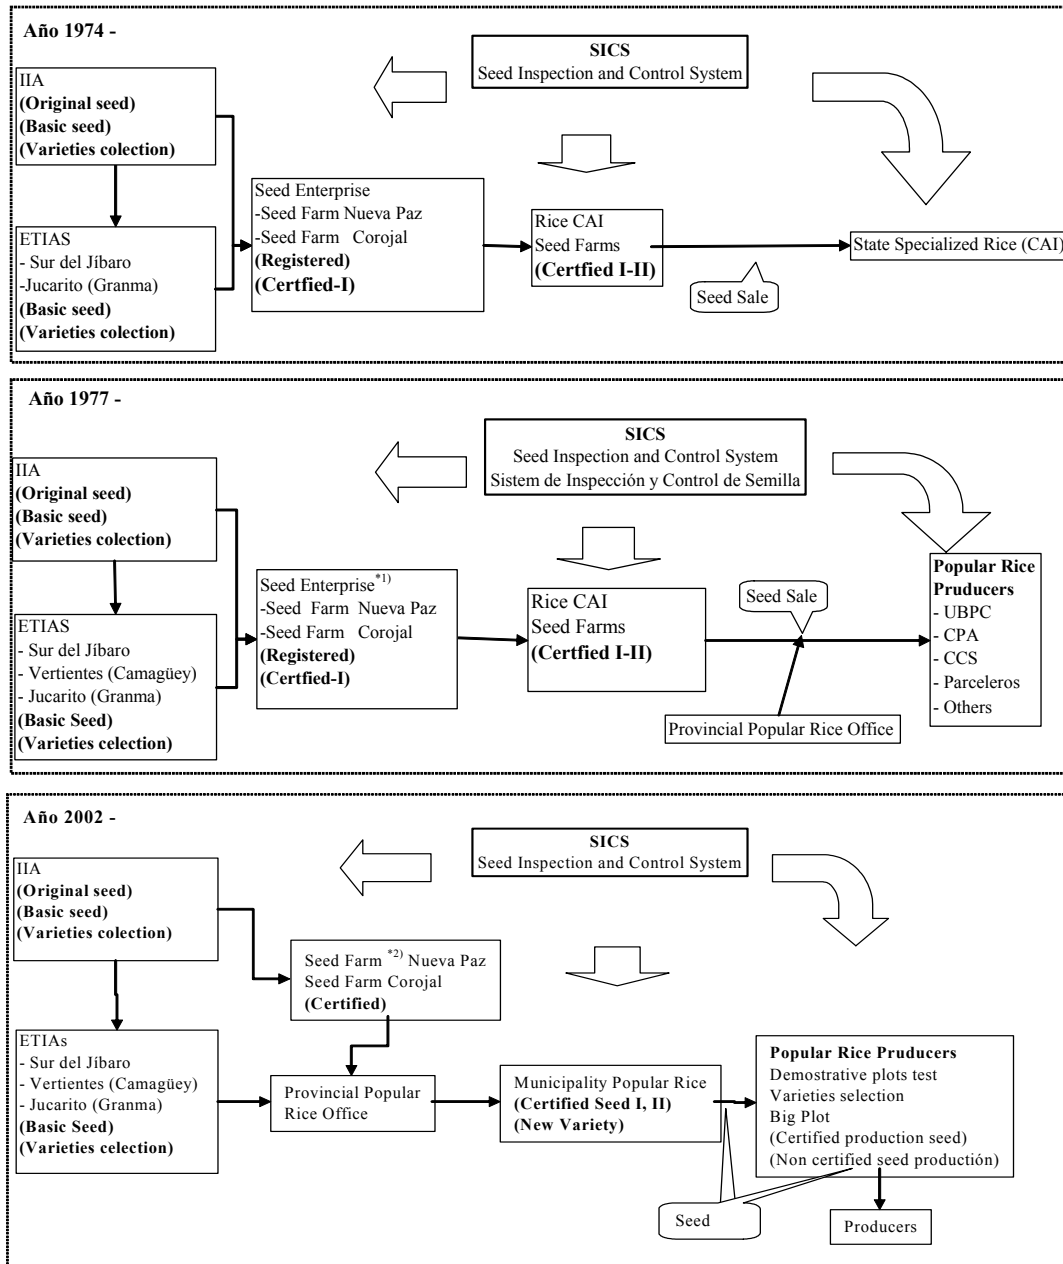 Año 1974 -
SICS
Seed Inspection and Control System
IIA
(Original seed)
(Basic seed)
(Varieties colection)
ETIAS
- Sur del Jíbaro
-Jucarito (Granma)
(Basic seed)
(Varieties colection)
Seed Enterprise
-Seed Farm Nueva Paz
-Seed Farm Corojal
(Registered)
(Certfied-I)
Rice CAI
Seed Farms
(Certfied I-II)
Seed Sale
State Specialized Rice (CAI)
Año 1977 -
SICS
Seed Inspection and Control System
Sistem de Inspección y Control de Semilla
IIA
(Original seed)
(Basic seed)
(Varieties colection)
ETIAS
- Sur del Jíbaro
- Vertientes (Camagüey)
- Jucarito (Granma)
(Basic Seed)
(Varieties celection)
Seed Enterprise*1)
-Seed Farm Nueva Paz
-Seed Farm Corojal
(Registered)
(Certfied-I)
Rice CAI
Seed Farms
(Certfied I-II)
Seed Sale
Provincial Popular Rice Office
Popular Rice
Pruducers
- UBPC
- CPA
- CCS
- Parceleros
- Others
Año 2002 -
SICS
Seed Inspection and Control System
IIA
(Original seed)
(Basic seed)
(Varieties colection)
ETIAs
- Sur del Jíbaro
- Vertientes (Camagüey)
- Jucarito (Granma)
(Basic Seed)
(Varieties celection)
Seed Farm *2) Nueva Paz
Seed Farm Corojal
(Certified)
Provincial Popular
Rice Office
Municipality Popular Rice
(Certified Seed I, II)
(New Variety)
Popular Rice Pruducers
Demostrative plots test
Varieties selection
Big Plot
(Certified production seed)
(Non certified seed productión)
Seed
Producers